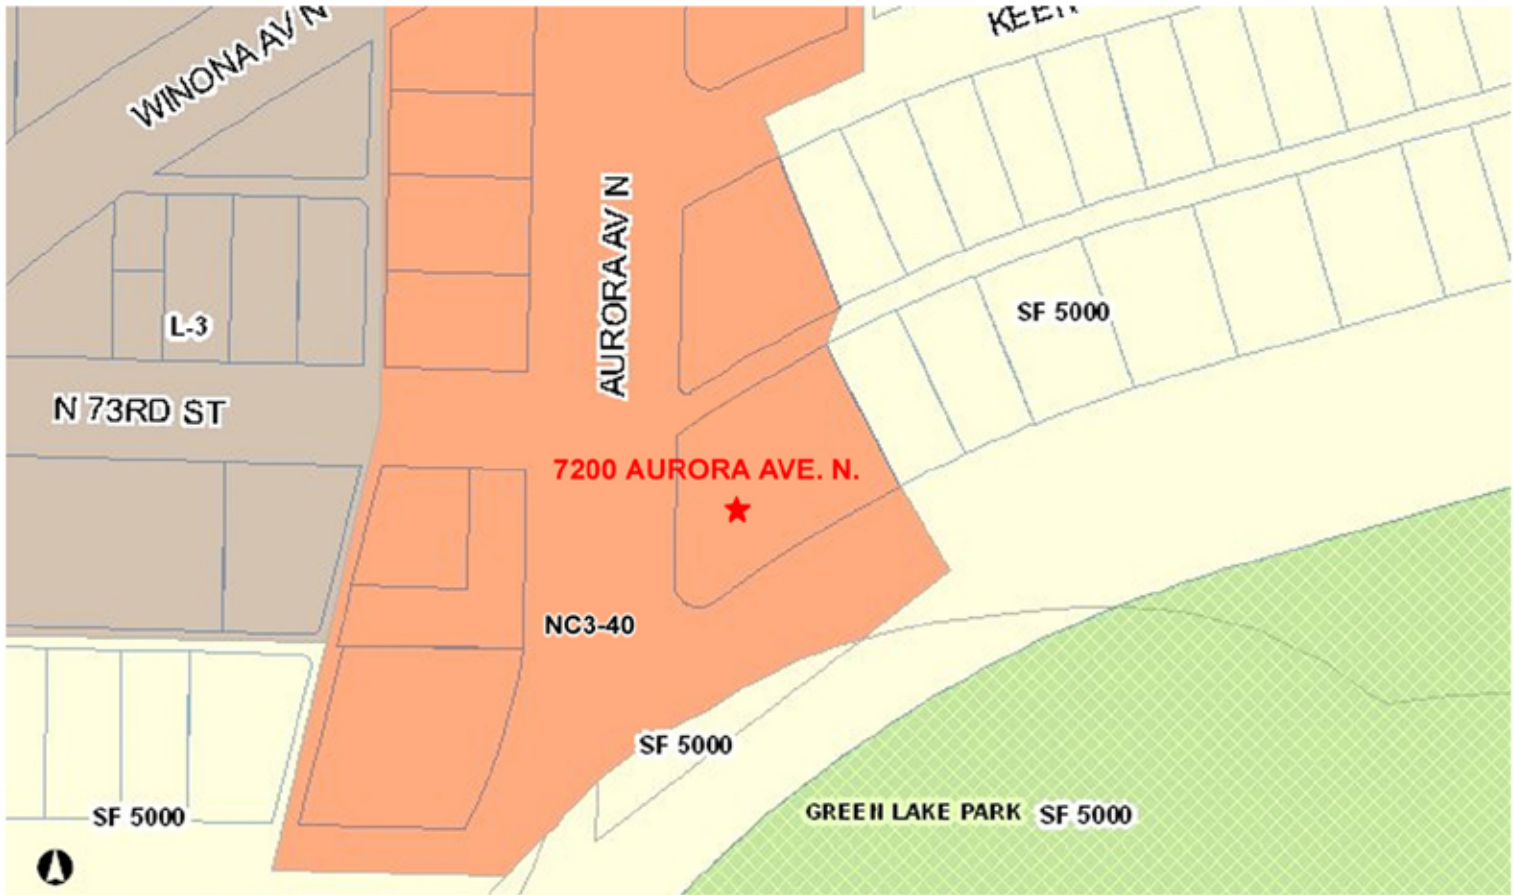 WINONA AV N
AURORA AV N
L-3
SF 5000
N 73RD ST
7200 AURORA AVE. N.
NC3-40
SF 5000
SF 5000
GREEN LAKE PARK SF 5000